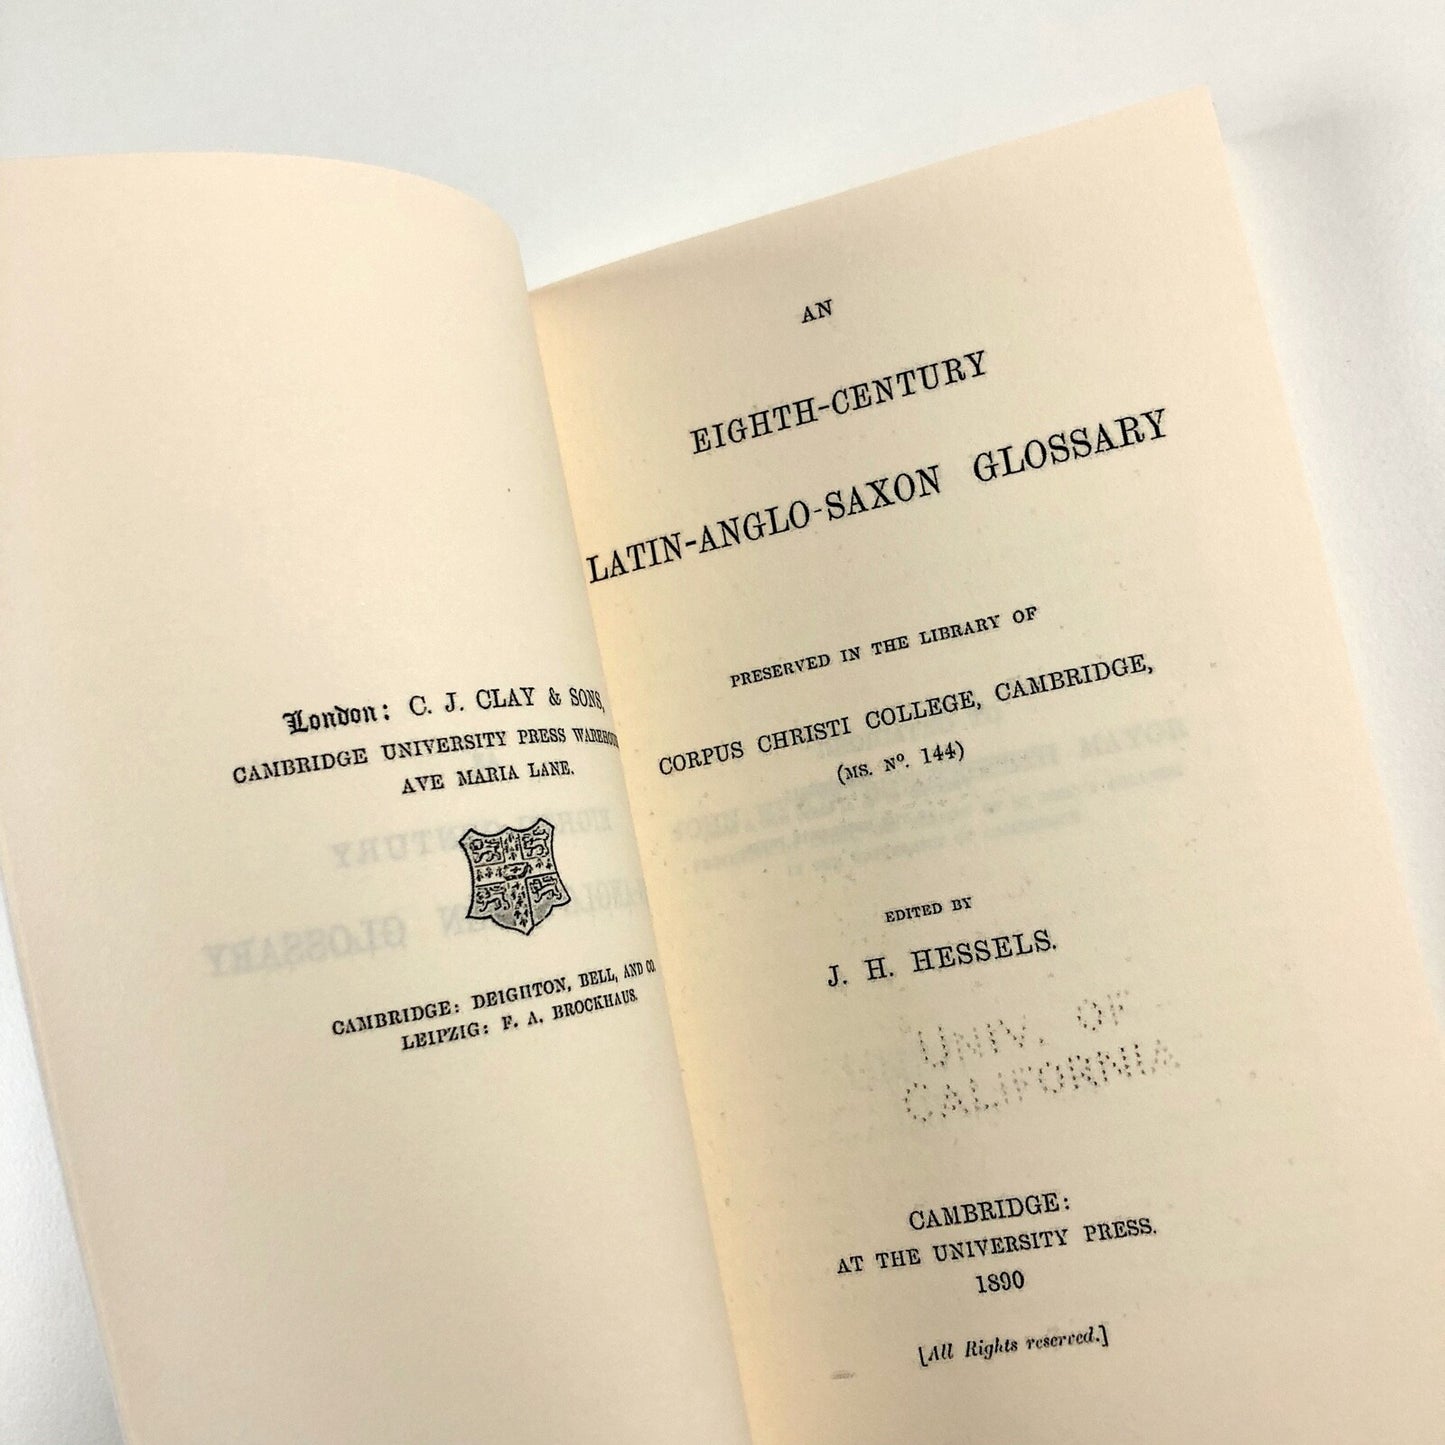 London: C. J. CLAY & SONS,
CAMBRIDGE UNIVERSITY PRESS
AVE MARIA LANE.
CAMBRIDGE: DEIGHTON, BELL, AND CO.
LEIPZIG: F. A. BROCKHAUS.
AN
EIGHTH-CENTURY
LATIN-ANGLO-SAXON GLOSSARY
PRESERVED IN THE LIBRARY OF
CORPUS CHRISTI COLLEGE, CAMBRIDGE,
(MS. Nº. 144)
EDITED BY
J. H. HESSELS.
UNIV. OF
CALIFORNIA
CAMBRIDGE:
AT THE UNIVERSITY PRESS.
1890
[All Rights reserved.]